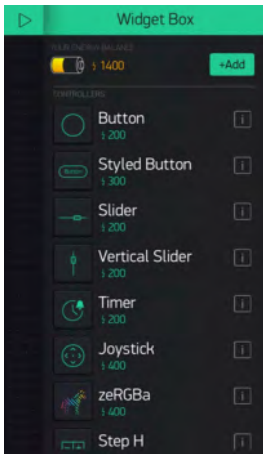 Widget Box
YOUR ENERGY BALANCE
1400
+Add
CONTROLLERS
Button
200
Styled Button
300
Slider
200
Vertical Slider
200
Timer
200
Joystick
400
zeRGBa
400
Step H